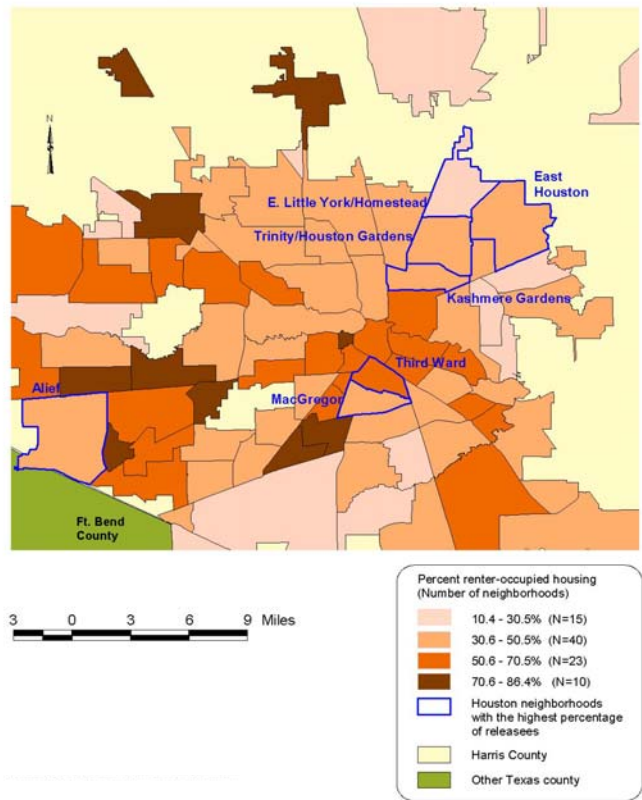 N
East
Houston
E. Little York/Homestead
Trinity/Houston Gardens
Kashmere Gardens
Third Ward
Alief
MacGregor
Ft. Bend
County
3 0 3 6 9 Miles
Percent renter-occupied housing
(Number of neighborhoods)
10.4 - 30.5% (N=15)
30.6 - 50.5% (N=40)
50.6 - 70.5% (N=23)
70.6 - 86.4% (N=10)
Houston neighborhoods
with the highest percentage
of releasees
Harris County
Other Texas county